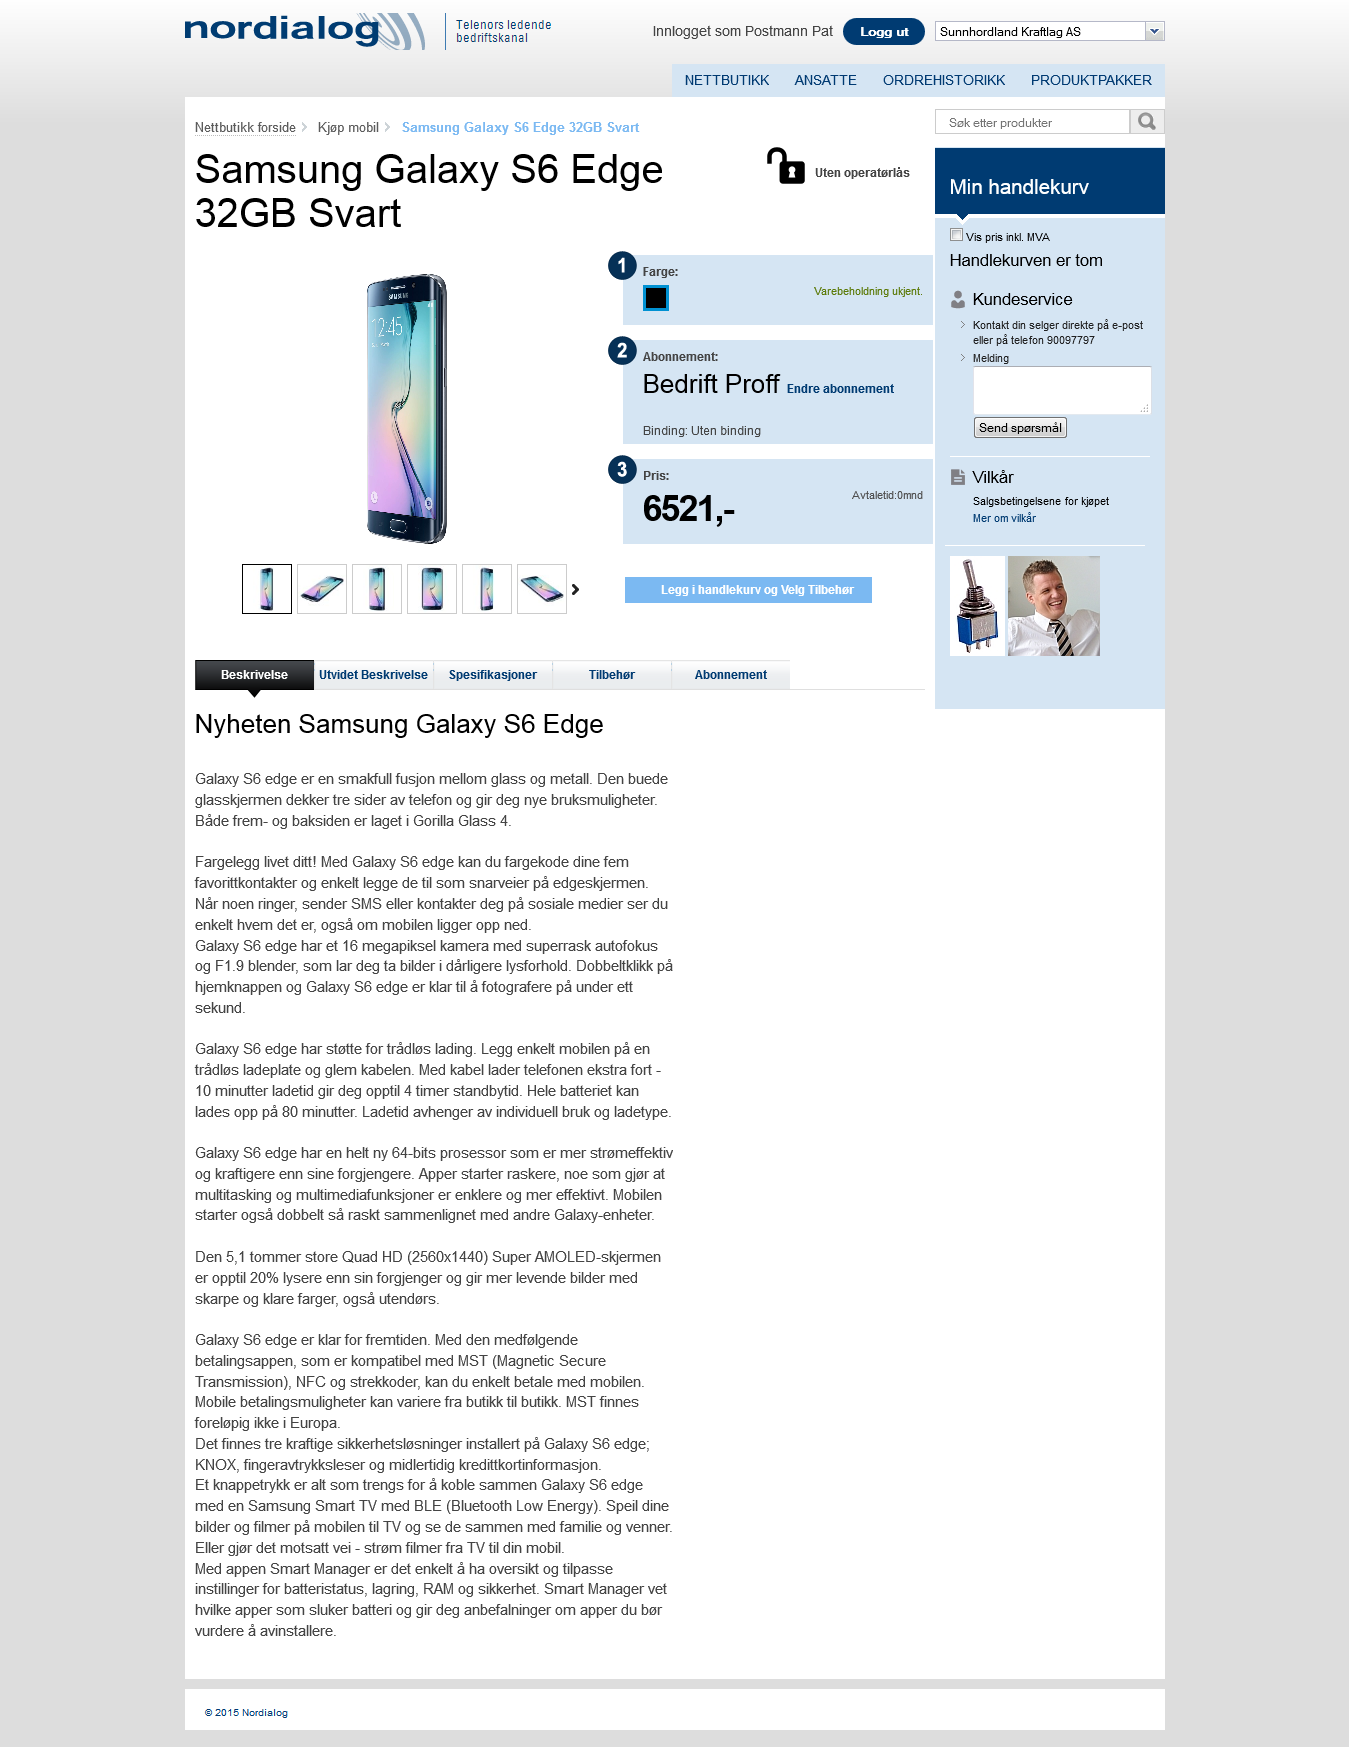 nordialog
Telenors ledende
bedriftskanal
Innlogget som Postmann Pat
Logg ut
Sunnhordland Kraftlag AS
NETTBUTIKK
ANSATTE
ORDREHISTORIKK
PRODUKTPAKKER
Nettbutikk forside
Kjøp mobil
Samsung Galaxy S6 Edge 32GB Svart
Søk etter produkter
Samsung Galaxy S6 Edge
32GB Svart
Uten operatørlås
SAMSUNG
12:45
1
Farge:
Varebeholdning ukjent.
2
Abonnement:
Bedrift Proff Endre abonnement
Binding: Uten binding
3
Pris:
Avtaletid:0mnd
6521,-
Legg i handlekurv og Velg Tilbehør
Min handlekurv
Vis pris inkl. MVA
Handlekurven er tom
Kundeservice
Kontakt din selger direkte på e-post
eller på telefon 90097797
Melding
Send spørsmål
Vilkår
Salgsbetingelsene for kjøpet
Mer om vilkår
Beskrivelse
Utvidet Beskrivelse
Spesifikasjoner
Tilbehør
Abonnement
Nyheten Samsung Galaxy S6 Edge
Galaxy S6 edge er en smakfull fusjon mellom glass og metall. Den buede
glasskjermen dekker tre sider av telefon og gir deg nye bruksmuligheter.
Både frem- og baksiden er laget i Gorilla Glass 4.
Fargelegg livet ditt! Med Galaxy S6 edge kan du fargekode dine fem
favorittkontakter og enkelt legge de til som snarveier på edgeskjermen.
Når noen ringer, sender SMS eller kontakter deg på sosiale medier ser du
enkelt hvem det er, også om mobilen ligger opp ned.
Galaxy S6 edge har et 16 megapiksel kamera med superrask autofokus
og F1.9 blender, som lar deg ta bilder i dårligere lysforhold. Dobbeltklikk på
hjemknappen og Galaxy S6 edge er klar til å fotografere på under ett
sekund.
Galaxy S6 edge har støtte for trådløs lading. Legg enkelt mobilen på en
trådløs ladeplate og glem kabelen. Med kabel lader telefonen ekstra fort -
10 minutter ladetid gir deg opptil 4 timer standbytid. Hele batteriet kan
lades opp på 80 minutter. Ladetid avhenger av individuell bruk og ladetype.
Galaxy S6 edge har en helt ny 64-bits prosessor som er mer strømeffektiv
og kraftigere enn sine forgjengere. Apper starter raskere, noe som gjør at
multitasking og multimediafunksjoner er enklere og mer effektivt. Mobilen
starter også dobbelt så raskt sammenlignet med andre Galaxy-enheter.
Den 5,1 tommer store Quad HD (2560x1440) Super AMOLED-skjermen
er opptil 20% lysere enn sin forgjenger og gir mer levende bilder med
skarpe og klare farger, også utendørs.
Galaxy S6 edge er klar for fremtiden. Med den medfølgende
betalingsappen, som er kompatibel med MST (Magnetic Secure
Transmission), NFC og strekkoder, kan du enkelt betale med mobilen.
Mobile betalingsmuligheter kan variere fra butikk til butikk. MST finnes
foreløpig ikke i Europa.
Det finnes tre kraftige sikkerhetsløsninger installert på Galaxy S6 edge;
KNOX, fingeravtrykksleser og midlertidig kredittkortinformasjon.
Et knappetrykk er alt som trengs for å koble sammen Galaxy S6 edge
med en Samsung Smart TV med BLE (Bluetooth Low Energy). Speil dine
bilder og filmer på mobilen til TV og se de sammen med familie og venner.
Eller gjør det motsatt vei - strøm filmer fra TV til din mobil.
Med appen Smart Manager er det enkelt å ha oversikt og tilpasse
instillinger for batteristatus, lagring, RAM og sikkerhet. Smart Manager vet
hvilke apper som sluker batteri og gir deg anbefalninger om apper du bør
vurdere å avinstallere.
© 2015 Nordialog